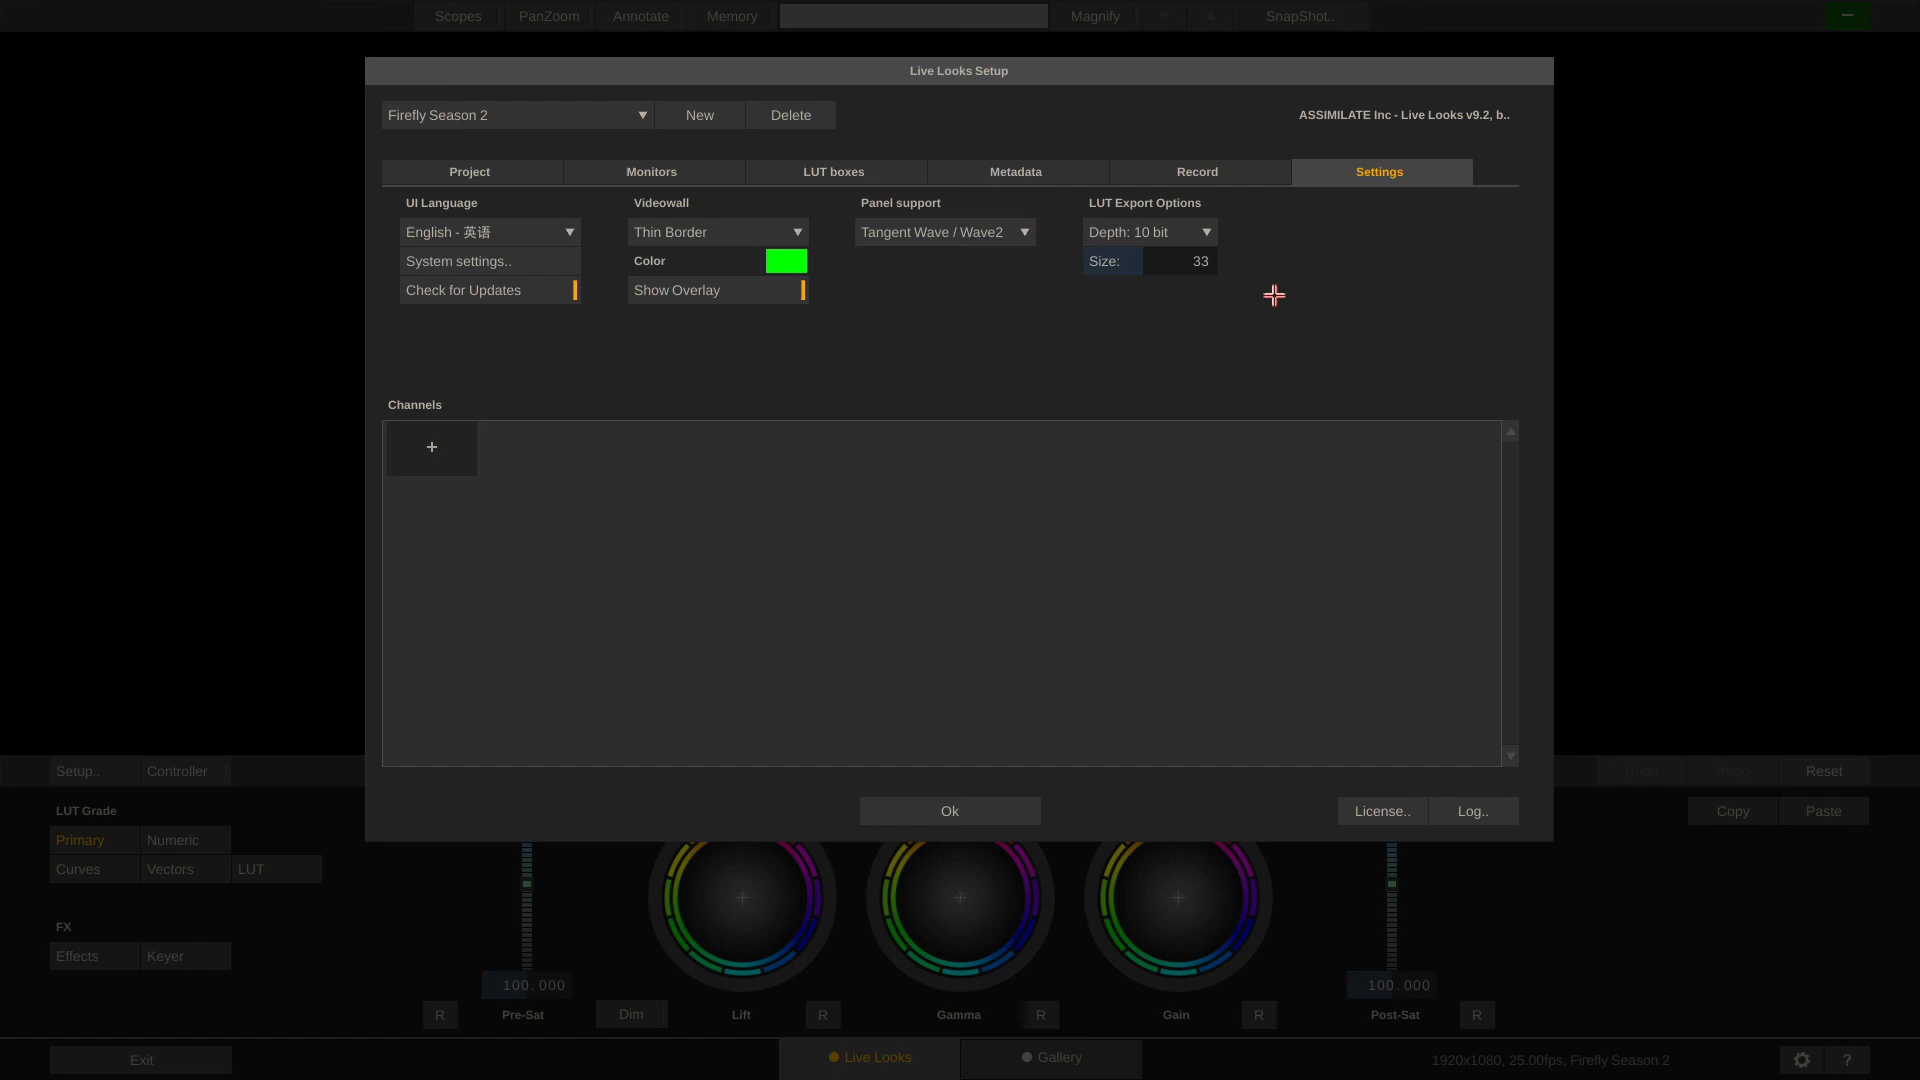 Scopes PanZoom Annotate Memory Magnify SnapShot..
Live Looks Setup
Firefly Season 2 New Delete ASSIMILATE Inc - Live Looks v9.2, b..
Project Monitors LUT boxes Metadata Record Settings
UI Language Videowall Panel support LUT Export Options
English - 英语 Thin Border Tangent Wave / Wave2 Depth: 10 bit
System settings.. Color Size: 33
Check for Updates Show Overlay
Channels
+
Setup.. Controller Undo Redo Reset
LUT Grade Ok License.. Log.. Copy Paste
Primary Numeric
Curves Vectors LUT
FX
Effects Keyer
100.000 100.000
R Pre-Sat Dim Lift R Gamma R Gain R Post-Sat R
Exit Live Looks Gallery 1920x1080, 25.00fps, Firefly Season 2 ?